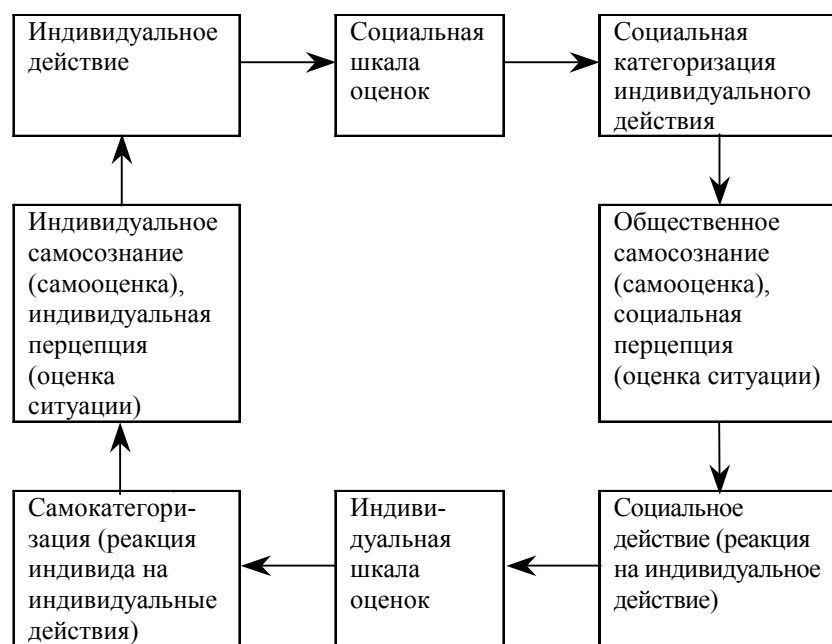 Индивидуальное
действие
Социальная
шкала
оценок
Социальная
категоризация
индивидуального
действия
Индивидуальное
самосознание
(самооценка),
индивидуальная
перцепция
(оценка
ситуации)
Общественное
самосознание
(самооценка),
социальная
перцепция
(оценка ситуации)
Самокатегори-
зация (реакция
индивида на
индивидуальные
действия)
Индиви-
дуальная
шкала
оценок
Социальное
действие (реакция
на индивидуальное
действие)